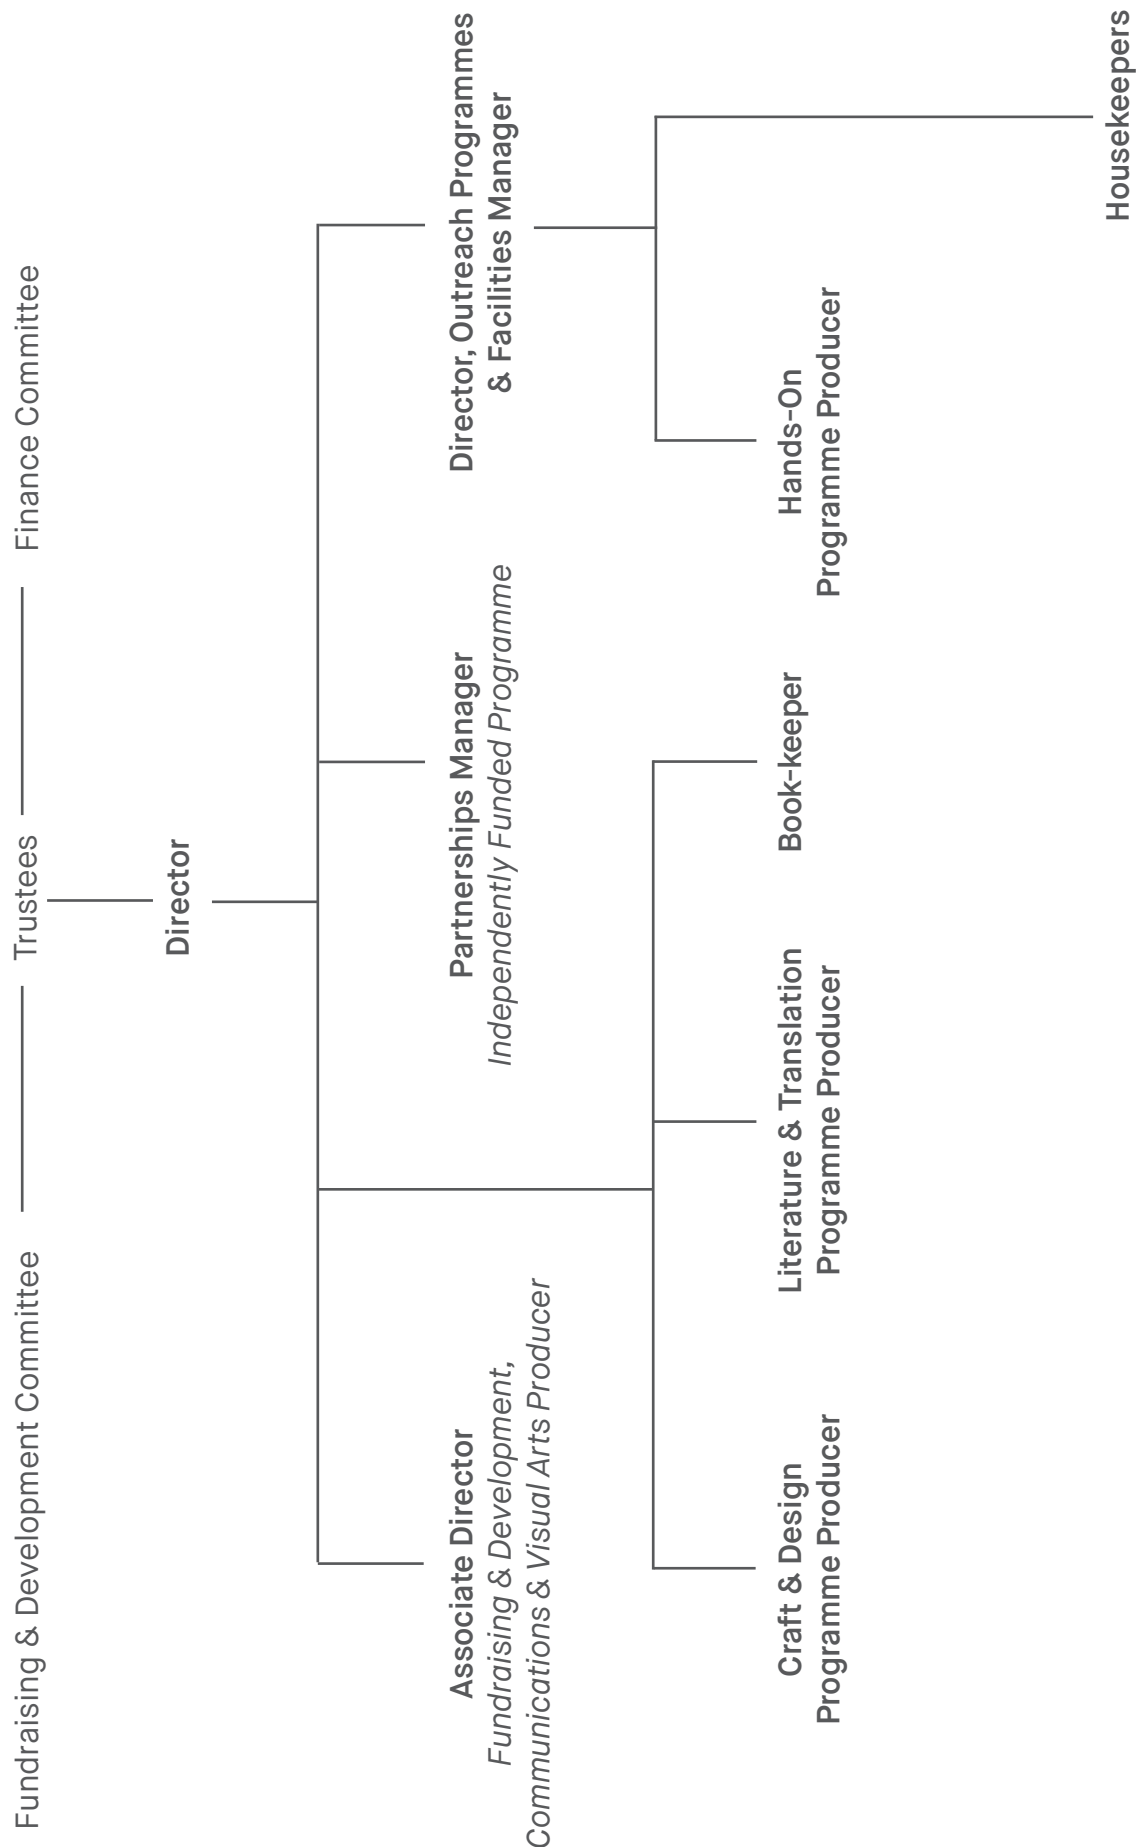 Fundraising & Development Committee
Trustees
Finance Committee
Director
Associate Director
Fundraising & Development,
Communications & Visual Arts Producer
Partnerships Manager
Independently Funded Programme
Director, Outreach Programmes
& Facilities Manager
Craft & Design
Programme Producer
Literature & Translation
Programme Producer
Book-keeper
Hands-On
Programme Producer
Housekeepers